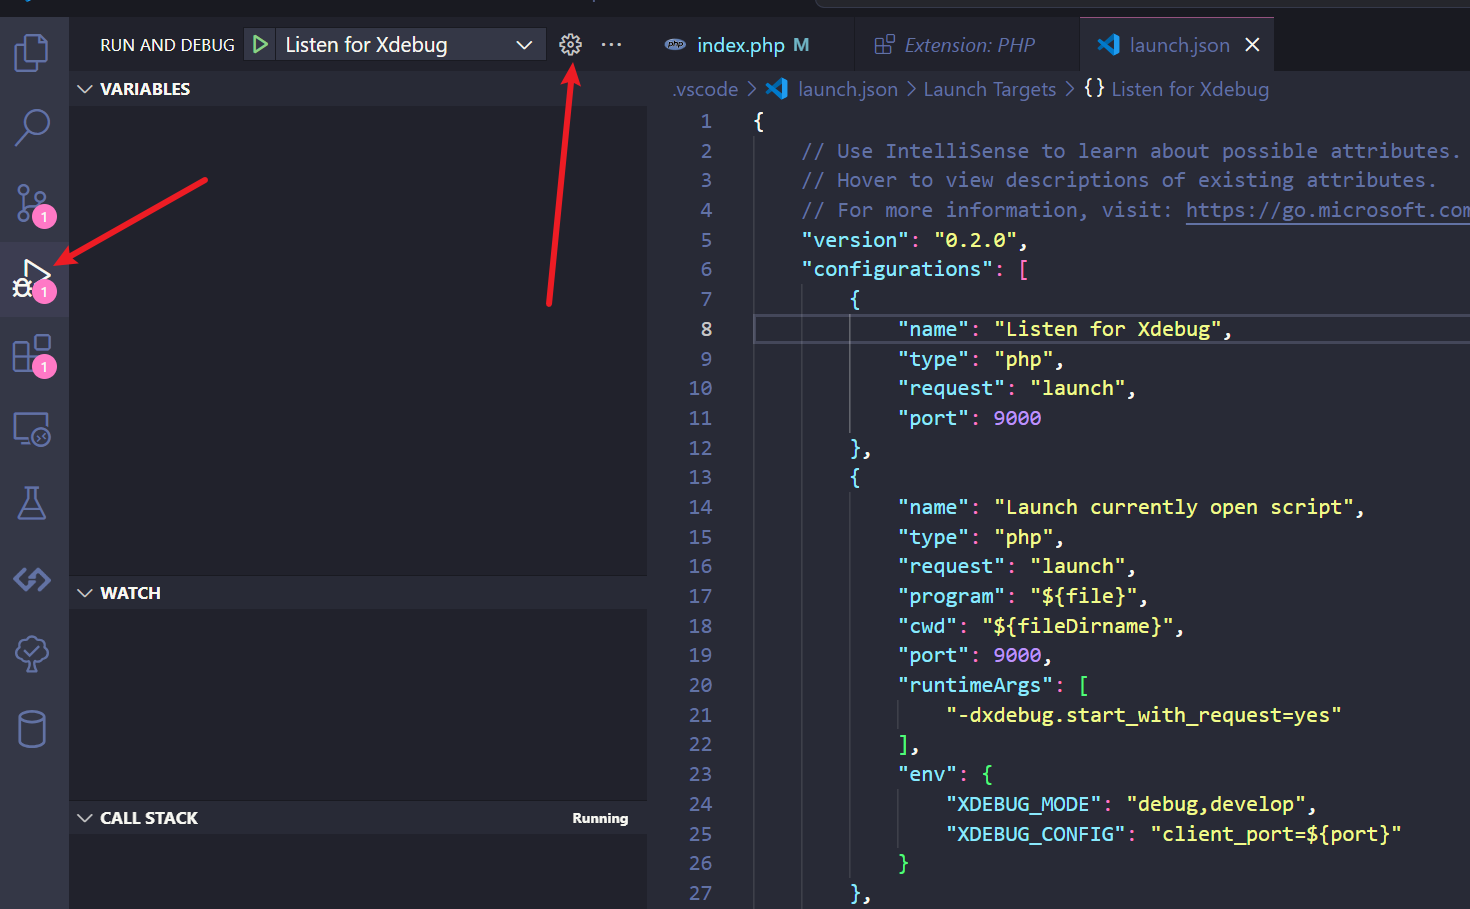 RUN AND DEBUG
Listen for Xdebug
VARIABLES
1
1
1
WATCH
CALL STACK
Running
php
index.php M
Extension: PHP
launch.json
.vscode > launch.json > Launch Targets > {} Listen for Xdebug
1 {
2 // Use IntelliSense to learn about possible attributes.
3 // Hover to view descriptions of existing attributes.
4 // For more information, visit: https://go.microsoft.com
5 "version": "0.2.0",
6 "configurations": [
7 {
8 "name": "Listen for Xdebug",
9 "type": "php",
10 "request": "launch",
11 "port": 9000
12 },
13 {
14 "name": "Launch currently open script",
15 "type": "php",
16 "request": "launch",
17 "program": "${file}",
18 "cwd": "${fileDirname}",
19 "port": 9000,
20 "runtimeArgs": [
21 "-dxdebug.start_with_request=yes"
22 ],
23 "env": {
24 "XDEBUG_MODE": "debug,develop",
25 "XDEBUG_CONFIG": "client_port=${port}"
26 }
27 },